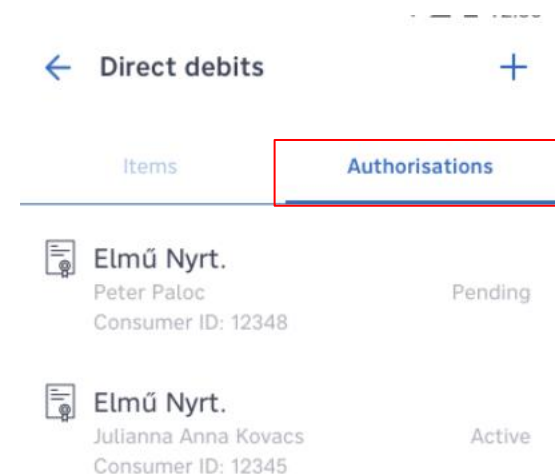 Direct debits
Items Authorisations
Elmű Nyrt.
Peter Paloc Pending
Consumer ID: 12348
Elmű Nyrt.
Julianna Anna Kovacs Active
Consumer ID: 12345